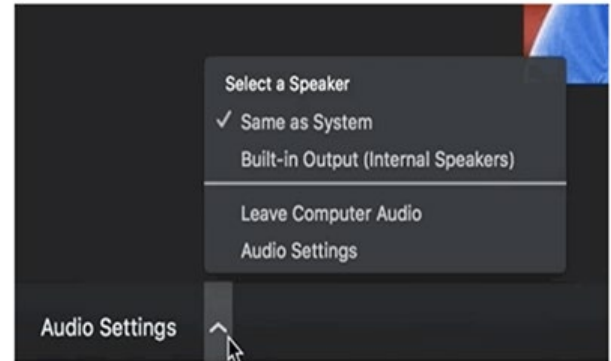 Select a Speaker
✓ Same as System
Built-in Output (Internal Speakers)
Leave Computer Audio
Audio Settings
Audio Settings